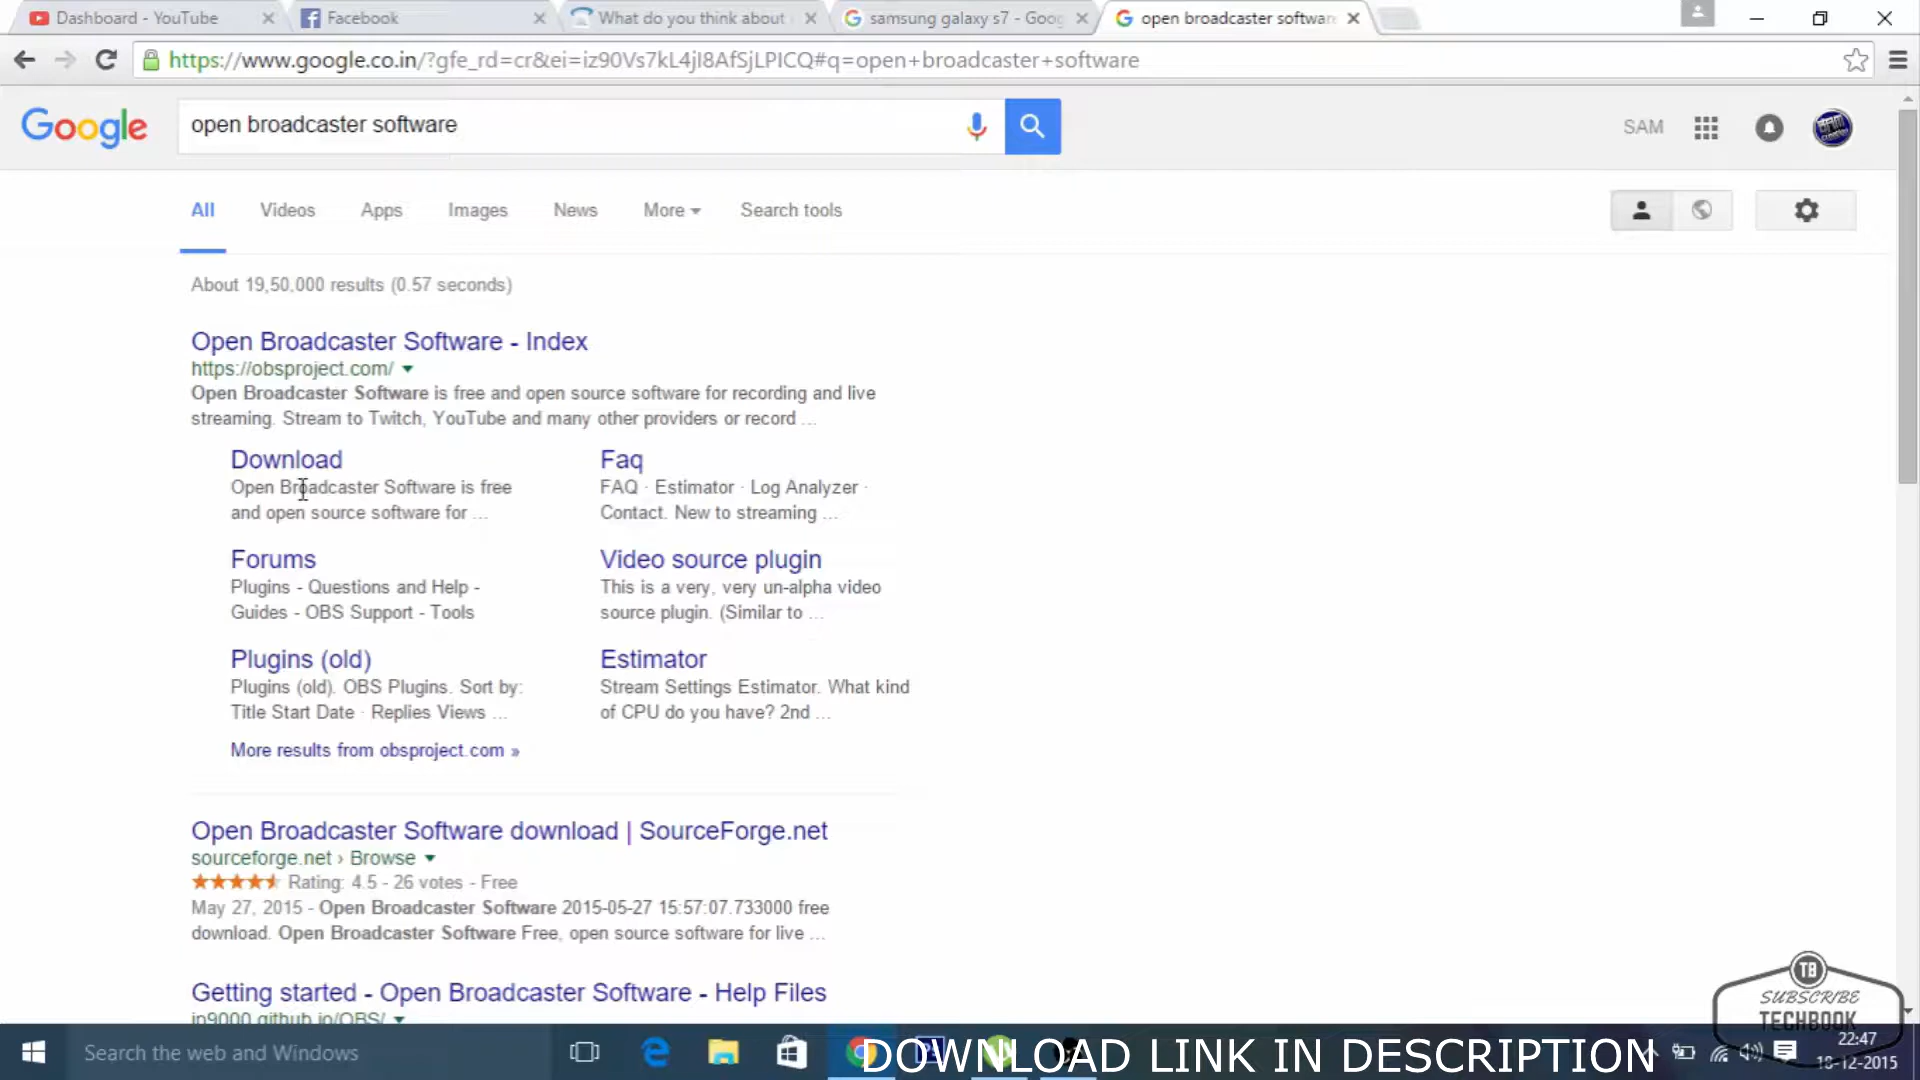 Dashboard - YouTube
Facebook
What do you think about
samsung galaxy s7 - Goog
open broadcaster software
https://www.google.co.in/?gfe_rd=cr&ei=iz90Vs7kL4jI8AfSjLPICQ#q=open+broadcaster+software
Google
open broadcaster software
SAM
All
Videos
Apps
Images
News
More
Search tools
About 19,50,000 results (0.57 seconds)
Open Broadcaster Software - Index
https://obsproject.com/
Open Broadcaster Software is free and open source software for recording and live
streaming. Stream to Twitch, YouTube and many other providers or record ...
Download
Open Broadcaster Software is free
and open source software for ...
Faq
FAQ · Estimator · Log Analyzer ·
Contact. New to streaming ...
Forums
Plugins - Questions and Help -
Guides - OBS Support - Tools
Video source plugin
This is a very, very un-alpha video
source plugin. (Similar to ...
Plugins (old)
Plugins (old). OBS Plugins. Sort by:
Title Start Date · Replies Views ...
Estimator
Stream Settings Estimator. What kind
of CPU do you have? 2nd ...
More results from obsproject.com »
Open Broadcaster Software download | SourceForge.net
sourceforge.net › Browse
Rating: 4.5 - 26 votes - Free
May 27, 2015 - Open Broadcaster Software 2015-05-27 15:57:07.733000 free
download. Open Broadcaster Software Free, open source software for live ...
Getting started - Open Broadcaster Software - Help Files
jp9000.github.io/OBS/
TB
SUBSCRIBE
TECHBOOK
Search the web and Windows
DOWNLOAD LINK IN DESCRIPTION
22:47
18-12-2015